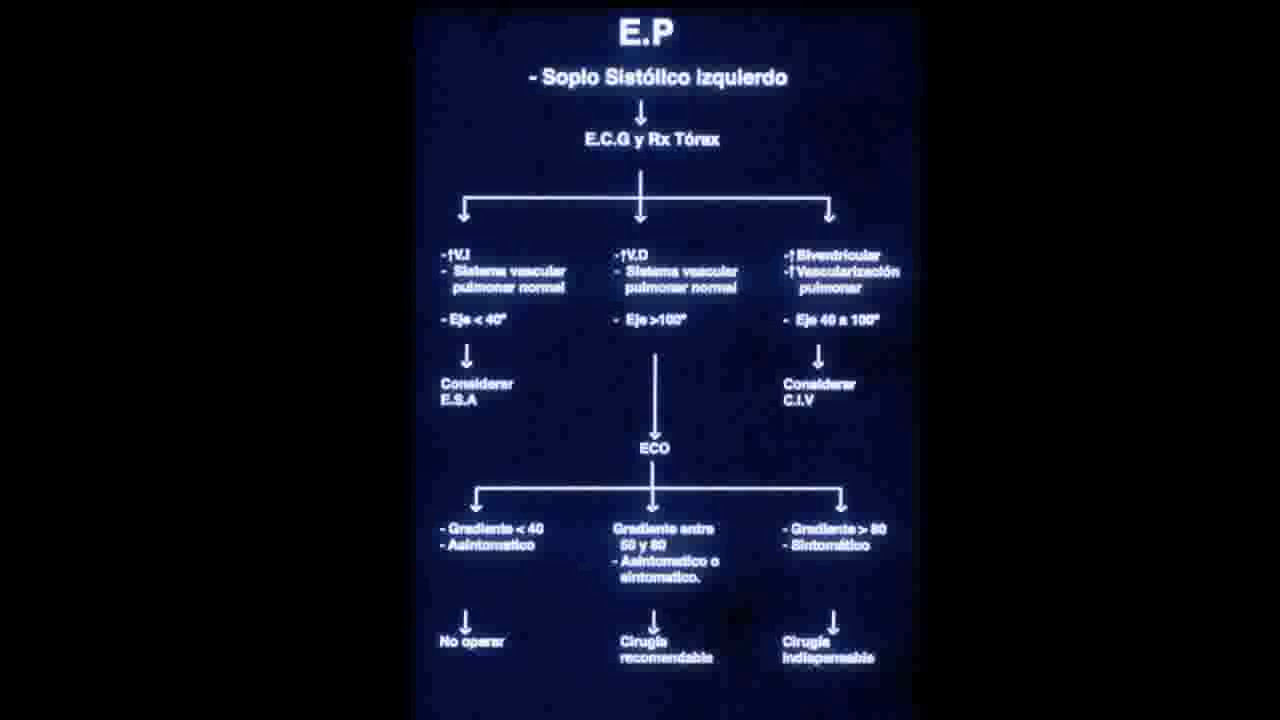 E.P
- Soplo Sistólico Izquierdo
E.C.G y Rx Tórax
-↑V.I
- Sistema vascular
pulmonar normal
- Eje < 40°
Considerar
E.S.A
-↑V.D
- Sistema vascular
pulmonar normal
- Eje >100°
-↑Biventricular
-↑Vascularización
pulmonar
- Eje 40 a 100°
Considerar
C.I.V
ECO
- Gradiente < 40
- Asintomatico
No operar
Gradiente entre
50 y 80
- Asintomatico o
sintomatico.
Cirugía
recomendable
- Gradiente > 80
- Sintomático
Cirugía
indispensable